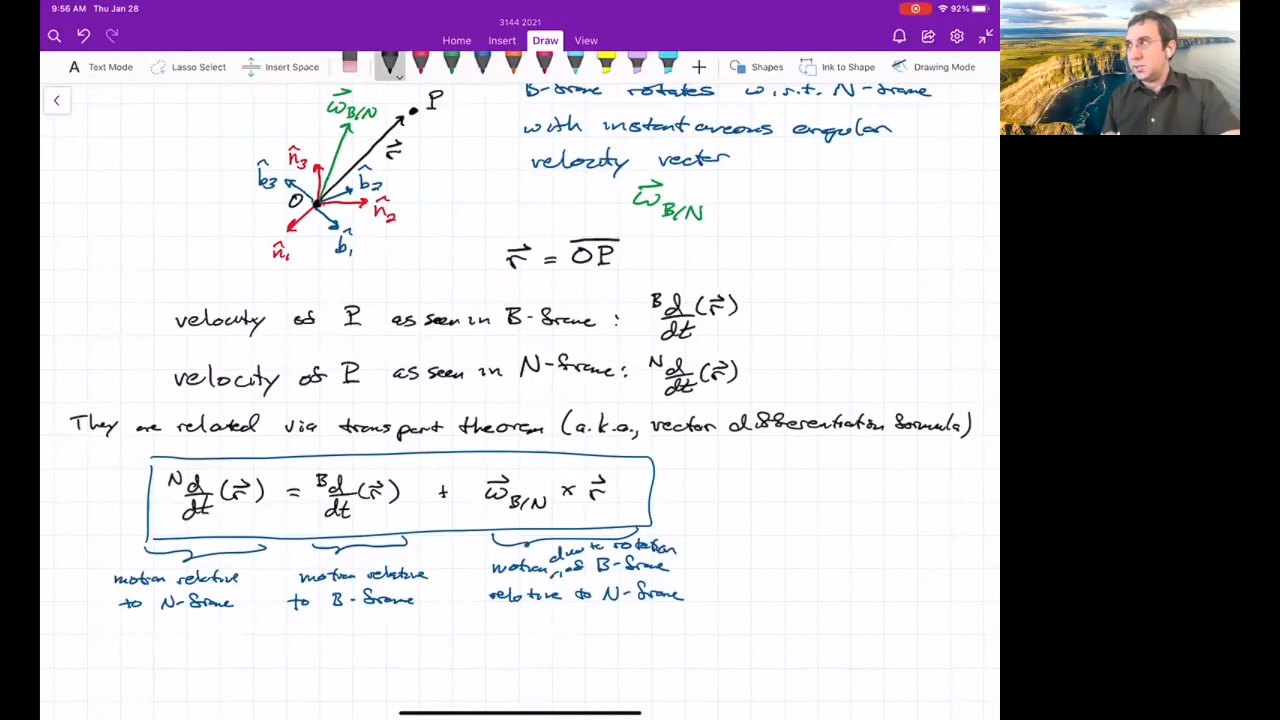 9:56 AM Thu Jan 28
92%
3144 2021
Home Insert Draw View
Text Mode Lasso Select Insert Space Shapes Ink to Shape Drawing Mode
B-frame rotates w.r.t. N-frame
with instantaneous angular
velocity vector
ω⃗_B/N
ω⃗_B/N
P
r⃗
n̂₃
b̂₃
b̂₂
O
n̂₂
n̂₁
b̂₁
r⃗ = OP
velocity of P as seen in B-frame: ᴮd/dt(r⃗)
velocity of P as seen in N-frame: ᴺd/dt(r⃗)
They are related via transport theorem (a.k.a., vector differentiation formula)
ᴺd/dt(r⃗) = ᴮd/dt(r⃗) + ω⃗_B/N × r⃗
motion relative
to N-frame
motion relative
to B-frame
motion due to rotation of B-frame
relative to N-frame